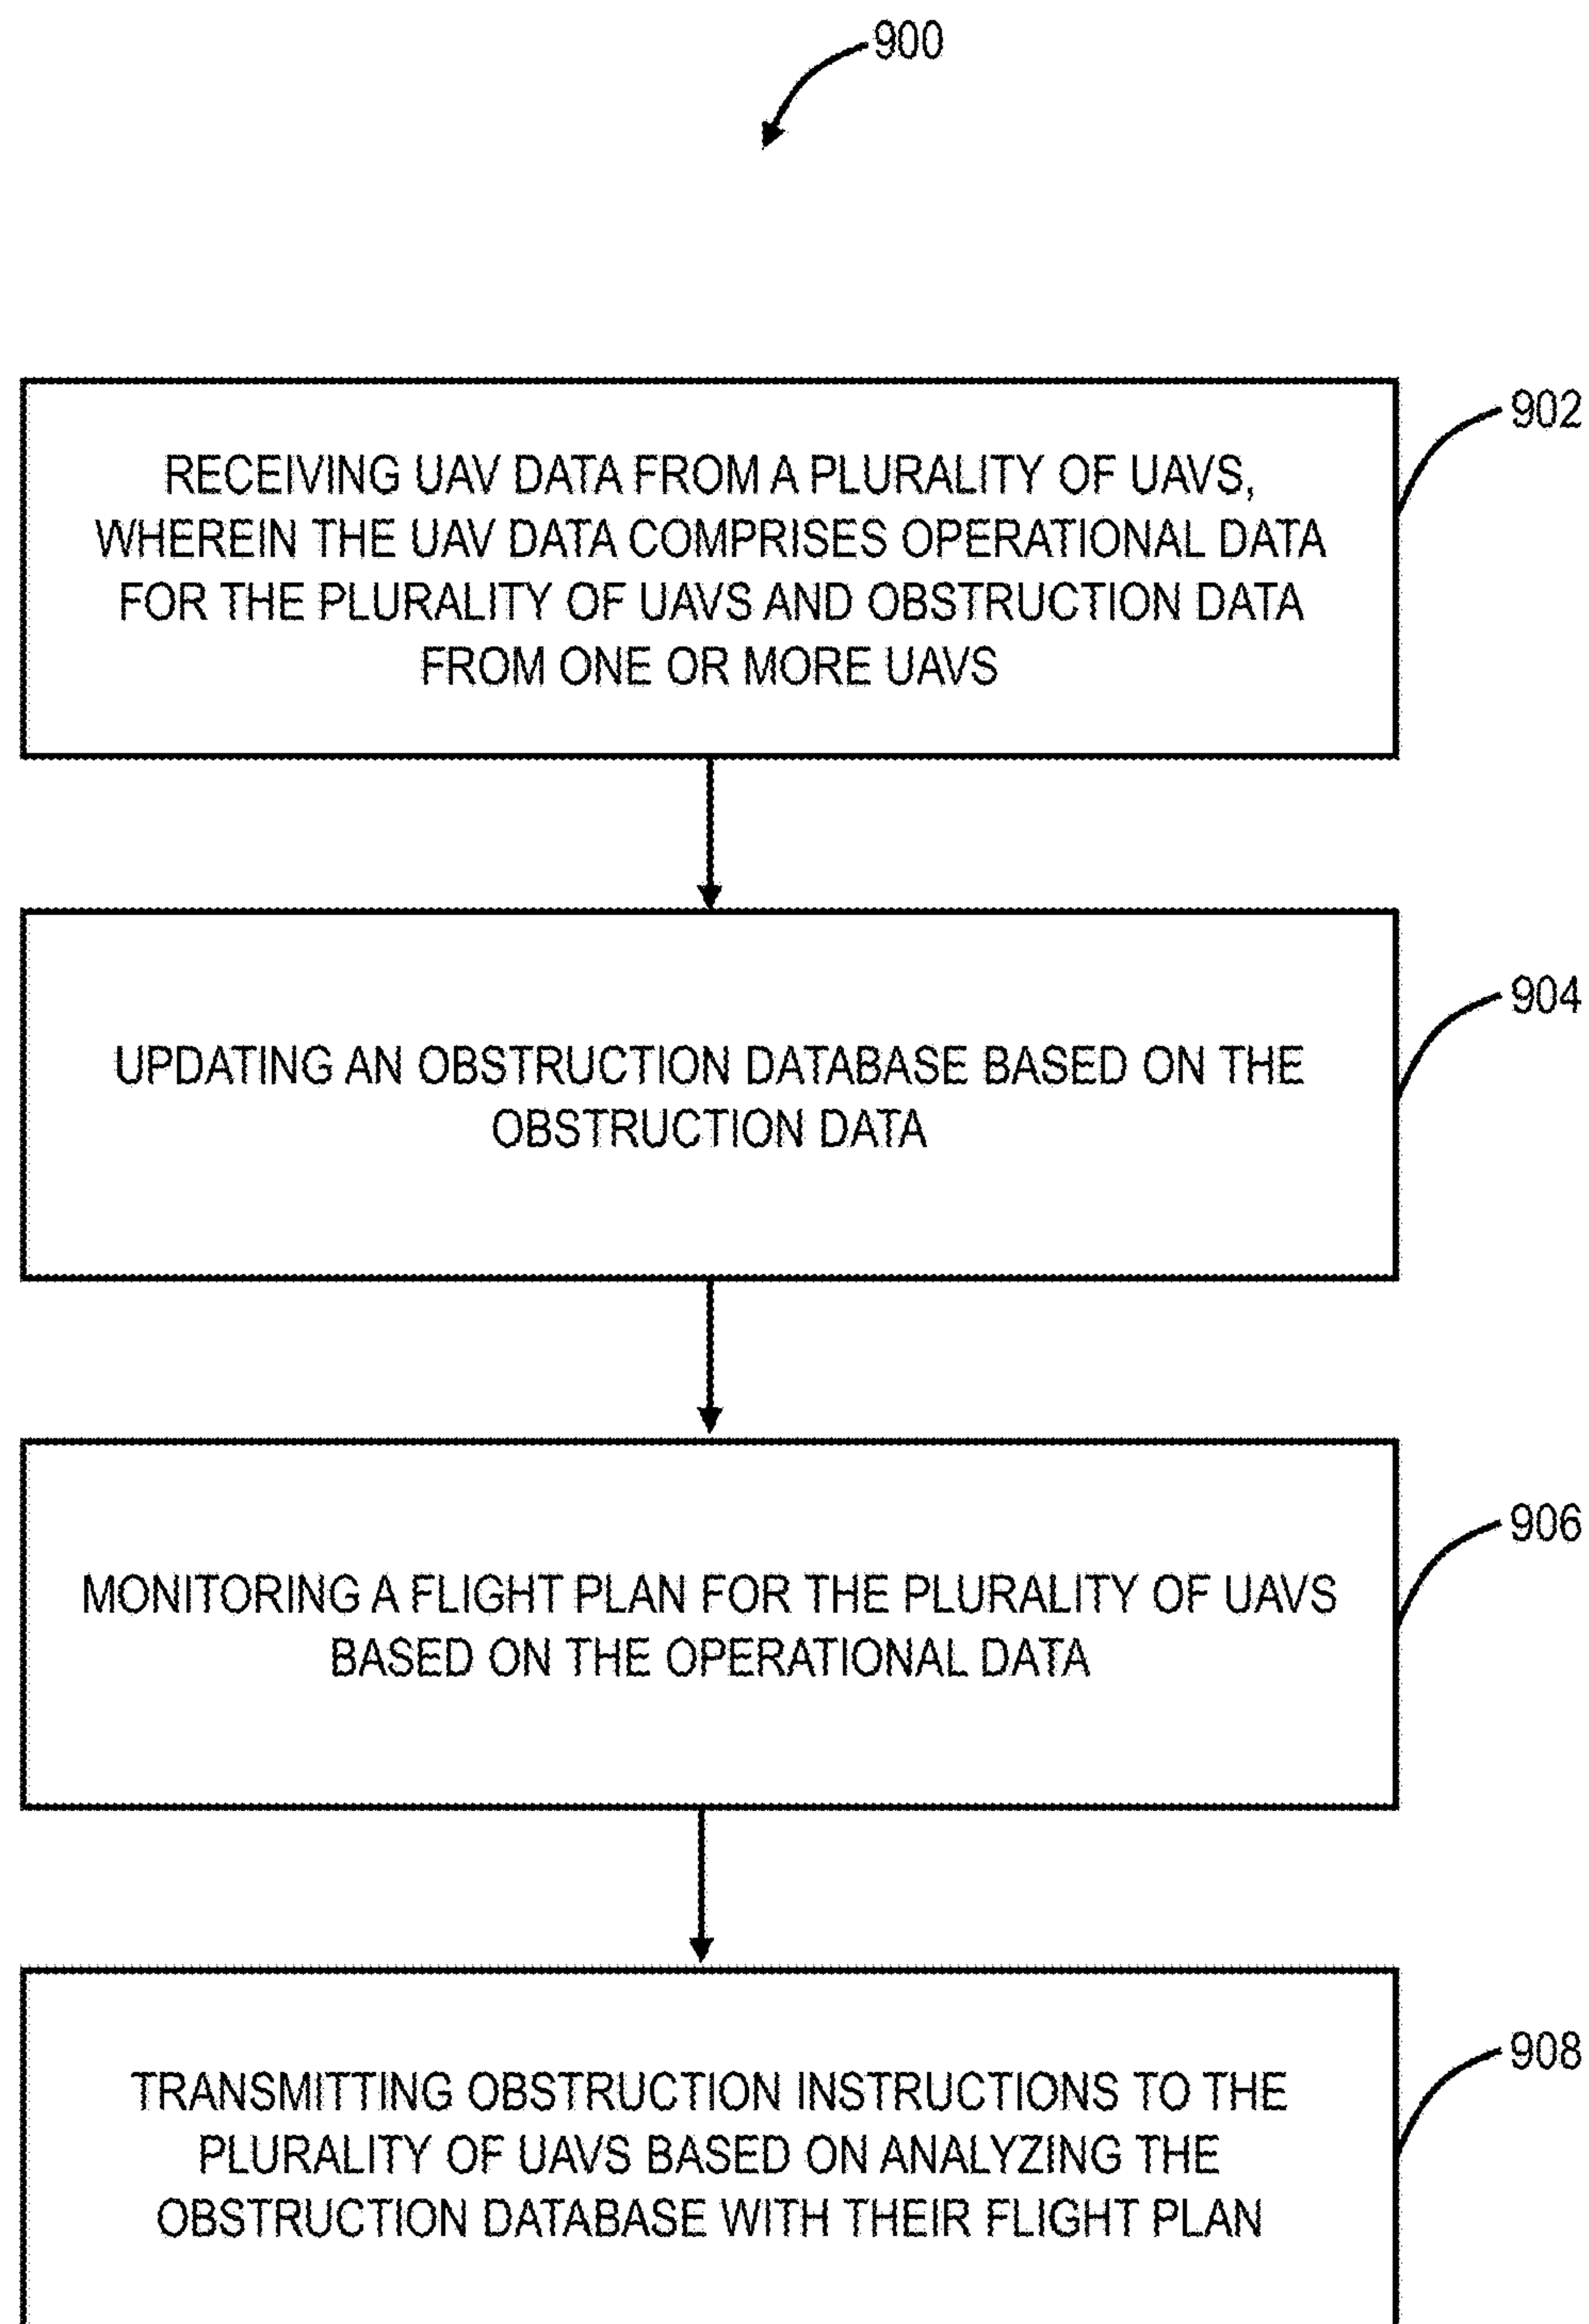 900
RECEIVING UAV DATA FROM A PLURALITY OF UAVS,
WHEREIN THE UAV DATA COMPRISES OPERATIONAL DATA
FOR THE PLURALITY OF UAVS AND OBSTRUCTION DATA
FROM ONE OR MORE UAVS
902
UPDATING AN OBSTRUCTION DATABASE BASED ON THE
OBSTRUCTION DATA
904
MONITORING A FLIGHT PLAN FOR THE PLURALITY OF UAVS
BASED ON THE OPERATIONAL DATA
906
TRANSMITTING OBSTRUCTION INSTRUCTIONS TO THE
PLURALITY OF UAVS BASED ON ANALYZING THE
OBSTRUCTION DATABASE WITH THEIR FLIGHT PLAN
908